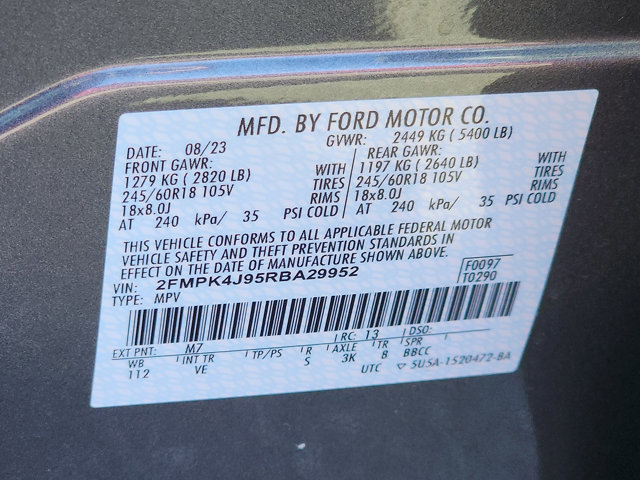 MFD. BY FORD MOTOR CO.
DATE: 08/23 GVWR: 2449 KG ( 5400 LB)
FRONT GAWR: REAR GAWR:
1279 KG ( 2820 LB) WITH 1197 KG ( 2640 LB) WITH
245/60R18 105V TIRES 245/60R18 105V TIRES
18x8.0J RIMS 18x8.0J RIMS
AT 240 kPa/ 35 PSI COLD AT 240 kPa/ 35 PSI COLD
THIS VEHICLE CONFORMS TO ALL APPLICABLE FEDERAL MOTOR
VEHICLE SAFETY AND THEFT PREVENTION STANDARDS IN
EFFECT ON THE DATE OF MANUFACTURE SHOWN ABOVE.
VIN: 2FMPK4J95RBA29952 F0097
TYPE: MPV T0290
EXT PNT: M7 RC: 13 DSO:
WB INT TR TP/PS R AXLE TR SPR
112 VE S 3K B BBCC
UTC ▽ 5U5A-1520472-BA